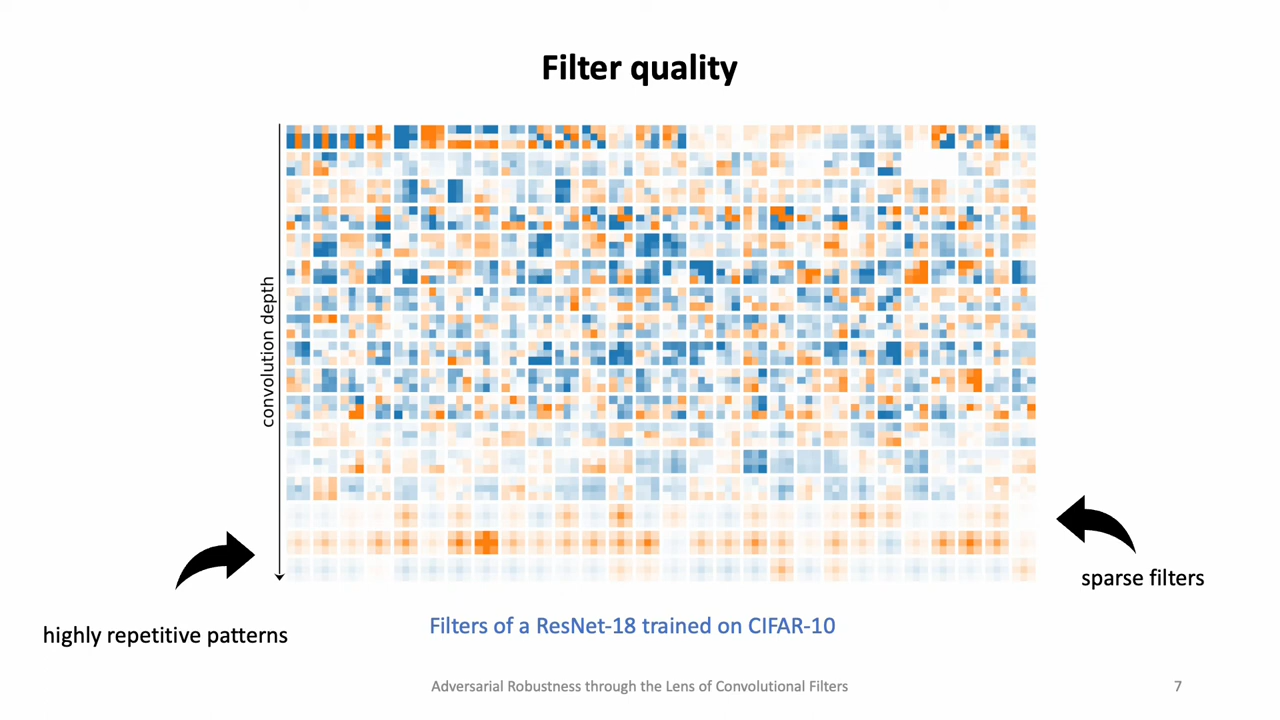 Filter quality
convolution depth
sparse filters
highly repetitive patterns
Filters of a ResNet-18 trained on CIFAR-10
Adversarial Robustness through the Lens of Convolutional Filters
7